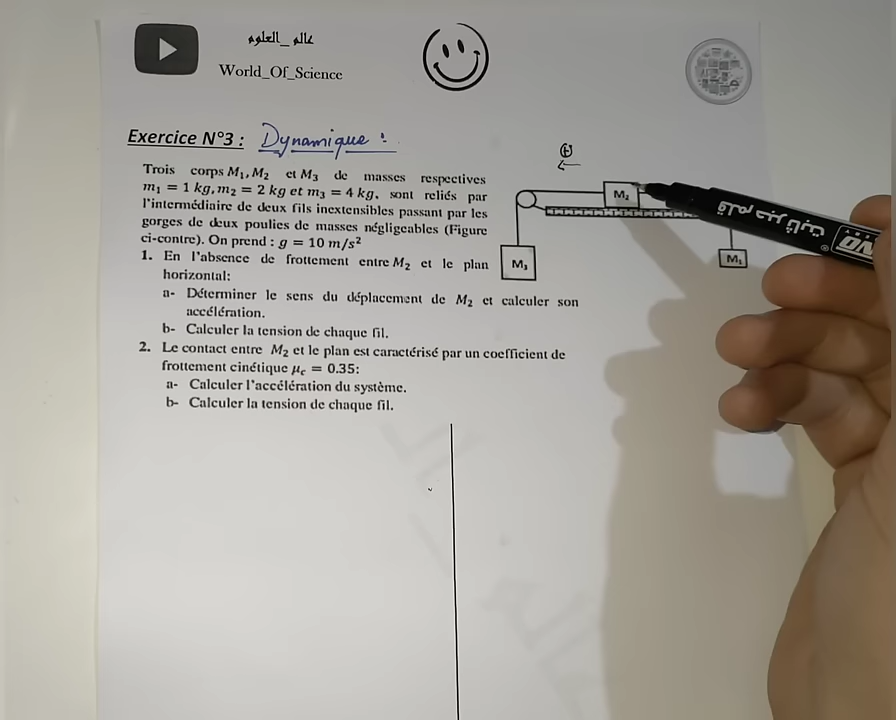 عالم_العلوم
World_Of_Science
Exercice N°3 : Dynamique :
Trois corps M₁, M₂ et M₃ de masses respectives
m₁ = 1 kg, m₂ = 2 kg et m₃ = 4 kg, sont reliés par
l'intermédiaire de deux fils inextensibles passant par les
gorges de deux poulies de masses négligeables (Figure
ci-contre). On prend : g = 10 m/s²
1. En l'absence de frottement entre M₂ et le plan
horizontal:
a- Déterminer le sens du déplacement de M₂ et calculer son
accélération.
b- Calculer la tension de chaque fil.
2. Le contact entre M₂ et le plan est caractérisé par un coefficient de
frottement cinétique μc = 0.35:
a- Calculer l'accélération du système.
b- Calculer la tension de chaque fil.
⊕
←
M₂
M₃
M₁